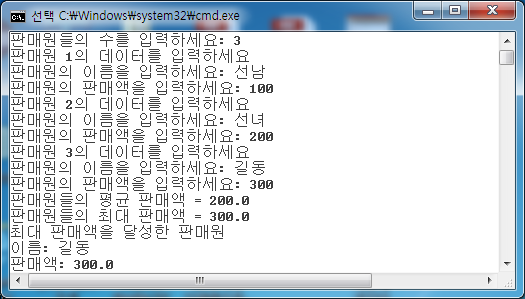 선택 C:₩Windows₩system32₩cmd.exe
판매원들의 수를 입력하세요: 3
판매원 1의 데이터를 입력하세요
판매원의 이름을 입력하세요: 선남
판매원의 판매액을 입력하세요: 100
판매원 2의 데이터를 입력하세요
판매원의 이름을 입력하세요: 선녀
판매원의 판매액을 입력하세요: 200
판매원 3의 데이터를 입력하세요
판매원의 이름을 입력하세요: 길동
판매원의 판매액을 입력하세요: 300
판매원들의 평균 판매액 = 200.0
판매원들의 최대 판매액 = 300.0
최대 판매액을 달성한 판매원
이름: 길동
판매액: 300.0